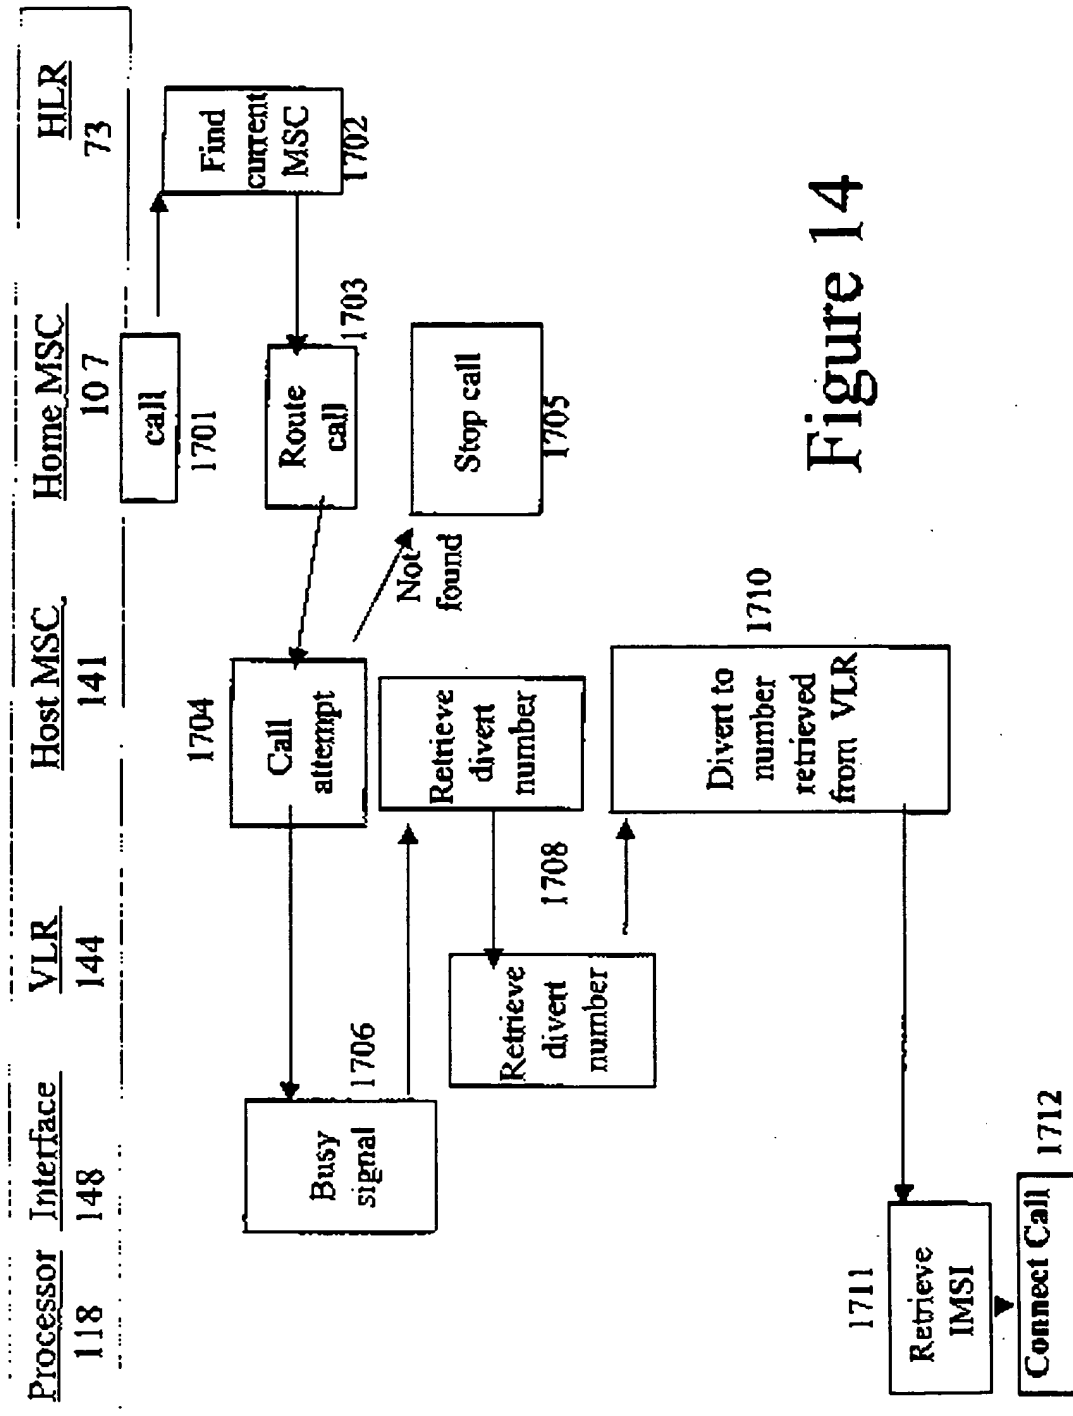 Processor
118
Interface
148
VLR
144
Host MSC
141
Home MSC
10 7
HLR
73
call
1701
Find
current
MSC
1702
Route
call
1703
1704
Call
attempt
Not
found
Stop call
1705
Busy
signal
1706
Retrieve
divert
number
1708
Retrieve
divert
number
1710
Divert to
number
retrieved
from VLR
1711
Retrieve
IMSI
Connect Call
1712
Figure 14